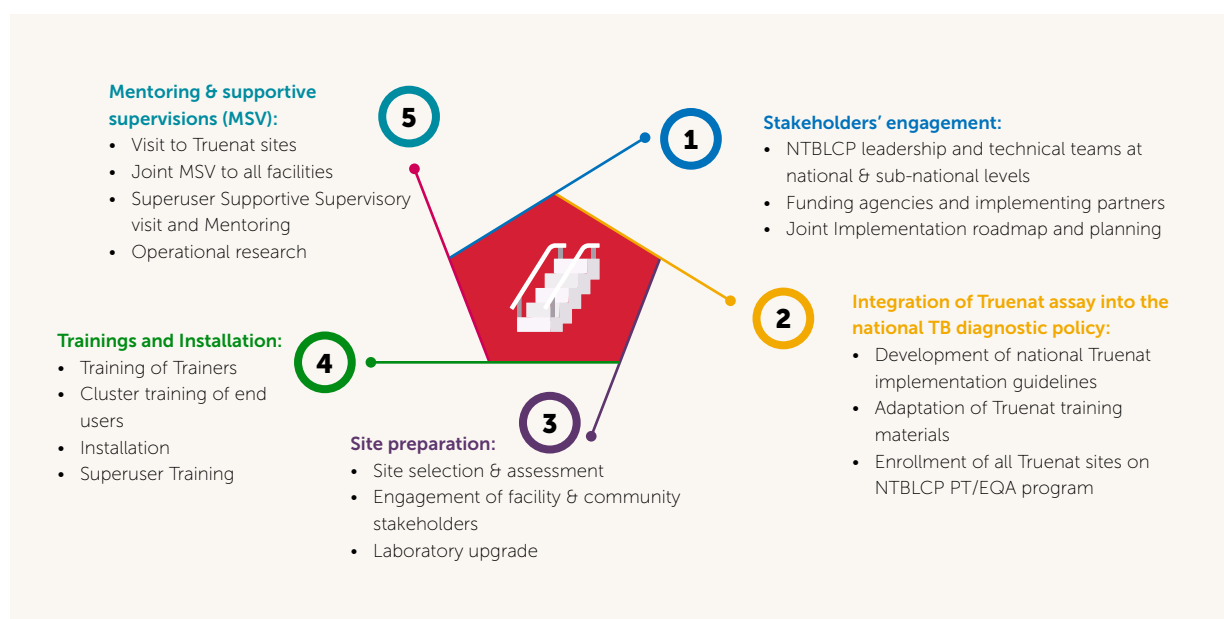 1
Stakeholders’ engagement:
• NTBLCP leadership and technical teams at
national & sub-national levels
• Funding agencies and implementing partners
• Joint Implementation roadmap and planning
2
Integration of Truenat assay into the
national TB diagnostic policy:
• Development of national Truenat
implementation guidelines
• Adaptation of Truenat training
materials
• Enrollment of all Truenat sites on
NTBLCP PT/EQA program
3
Site preparation:
• Site selection & assessment
• Engagement of facility & community
stakeholders
• Laboratory upgrade
4
Trainings and Installation:
• Training of Trainers
• Cluster training of end
users
• Installation
• Superuser Training
5
Mentoring & supportive
supervisions (MSV):
• Visit to Truenat sites
• Joint MSV to all facilities
• Superuser Supportive Supervisory
visit and Mentoring
• Operational research